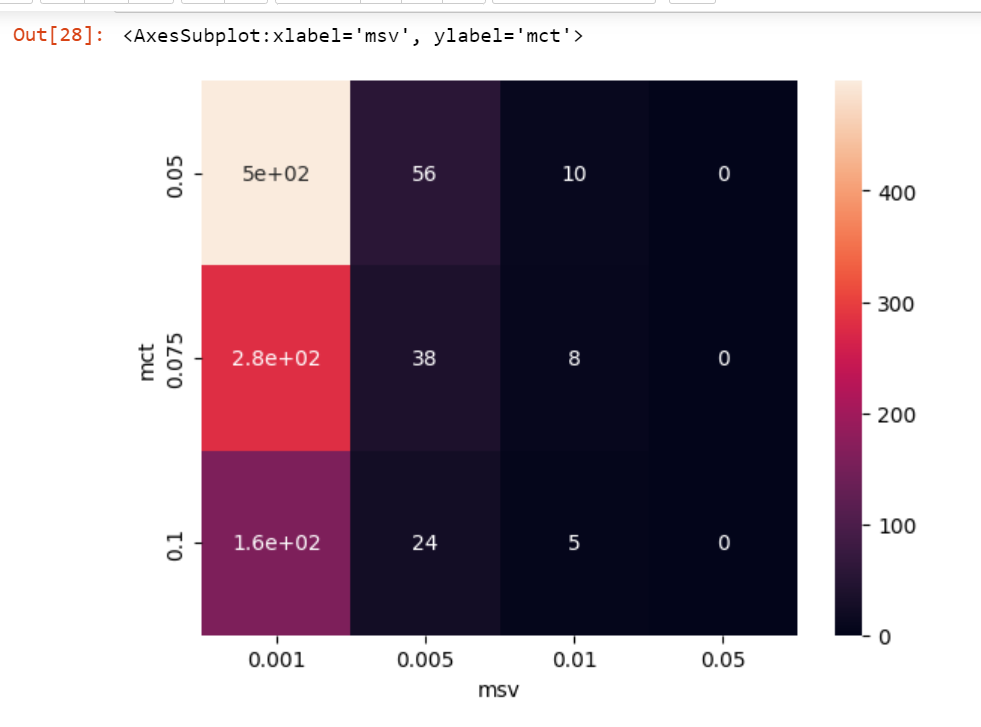 Out[28]: <AxesSubplot:xlabel='msv', ylabel='mct'>
0.05 5e+02 56 10 0
400
300
mct 0.075 2.8e+02 38 8 0
200
0.1 1.6e+02 24 5 0
100
0
0.001 0.005 0.01 0.05
msv